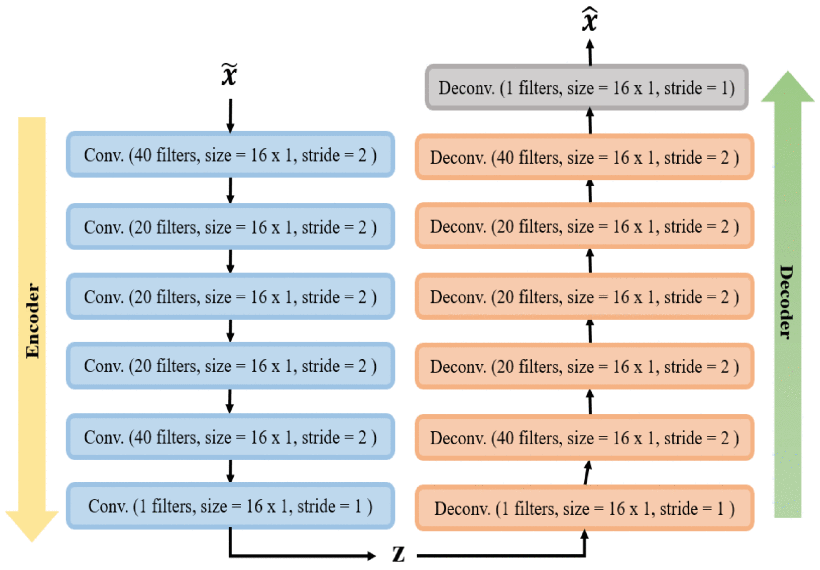 x̃
Encoder
Conv. (40 filters, size = 16 x 1, stride = 2 )
Conv. (20 filters, size = 16 x 1, stride = 2 )
Conv. (20 filters, size = 16 x 1, stride = 2 )
Conv. (20 filters, size = 16 x 1, stride = 2 )
Conv. (40 filters, size = 16 x 1, stride = 2 )
Conv. (1 filters, size = 16 x 1, stride = 1 )
z
x̂
Deconv. (1 filters, size = 16 x 1, stride = 1)
Deconv. (40 filters, size = 16 x 1, stride = 2 )
Deconv. (20 filters, size = 16 x 1, stride = 2 )
Deconv. (20 filters, size = 16 x 1, stride = 2 )
Deconv. (20 filters, size = 16 x 1, stride = 2 )
Deconv. (40 filters, size = 16 x 1, stride = 2 )
Deconv. (1 filters, size = 16 x 1, stride = 1 )
Decoder